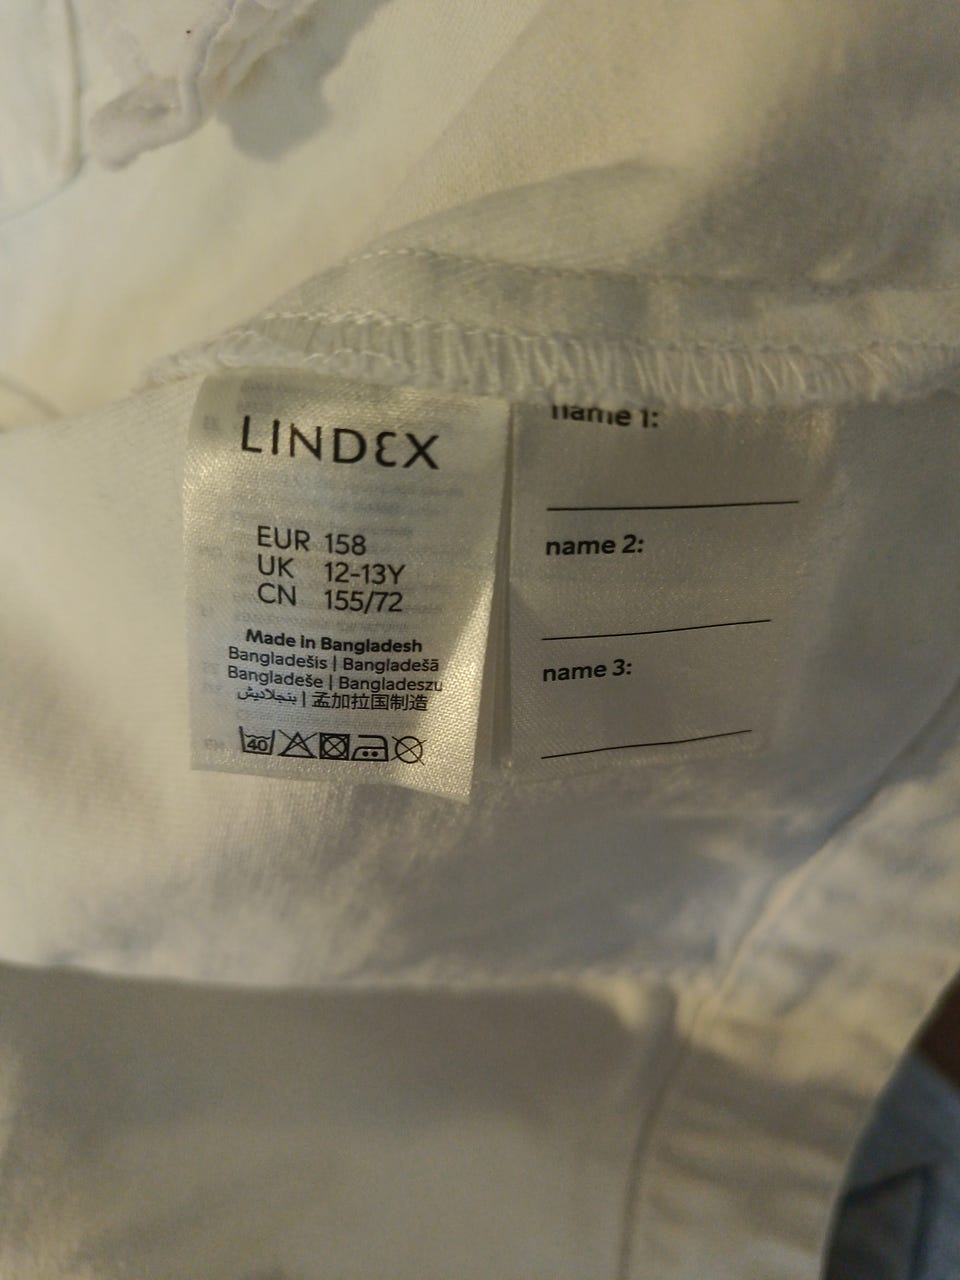 LINDEX
EUR 158
UK 12-13Y
CN 155/72
Made in Bangladesh
Bangladešis | Bangladešā
Bangladeše | Bangladeszu
بنجلاديش | 孟加拉国制造
40
name 1:
name 2:
name 3: